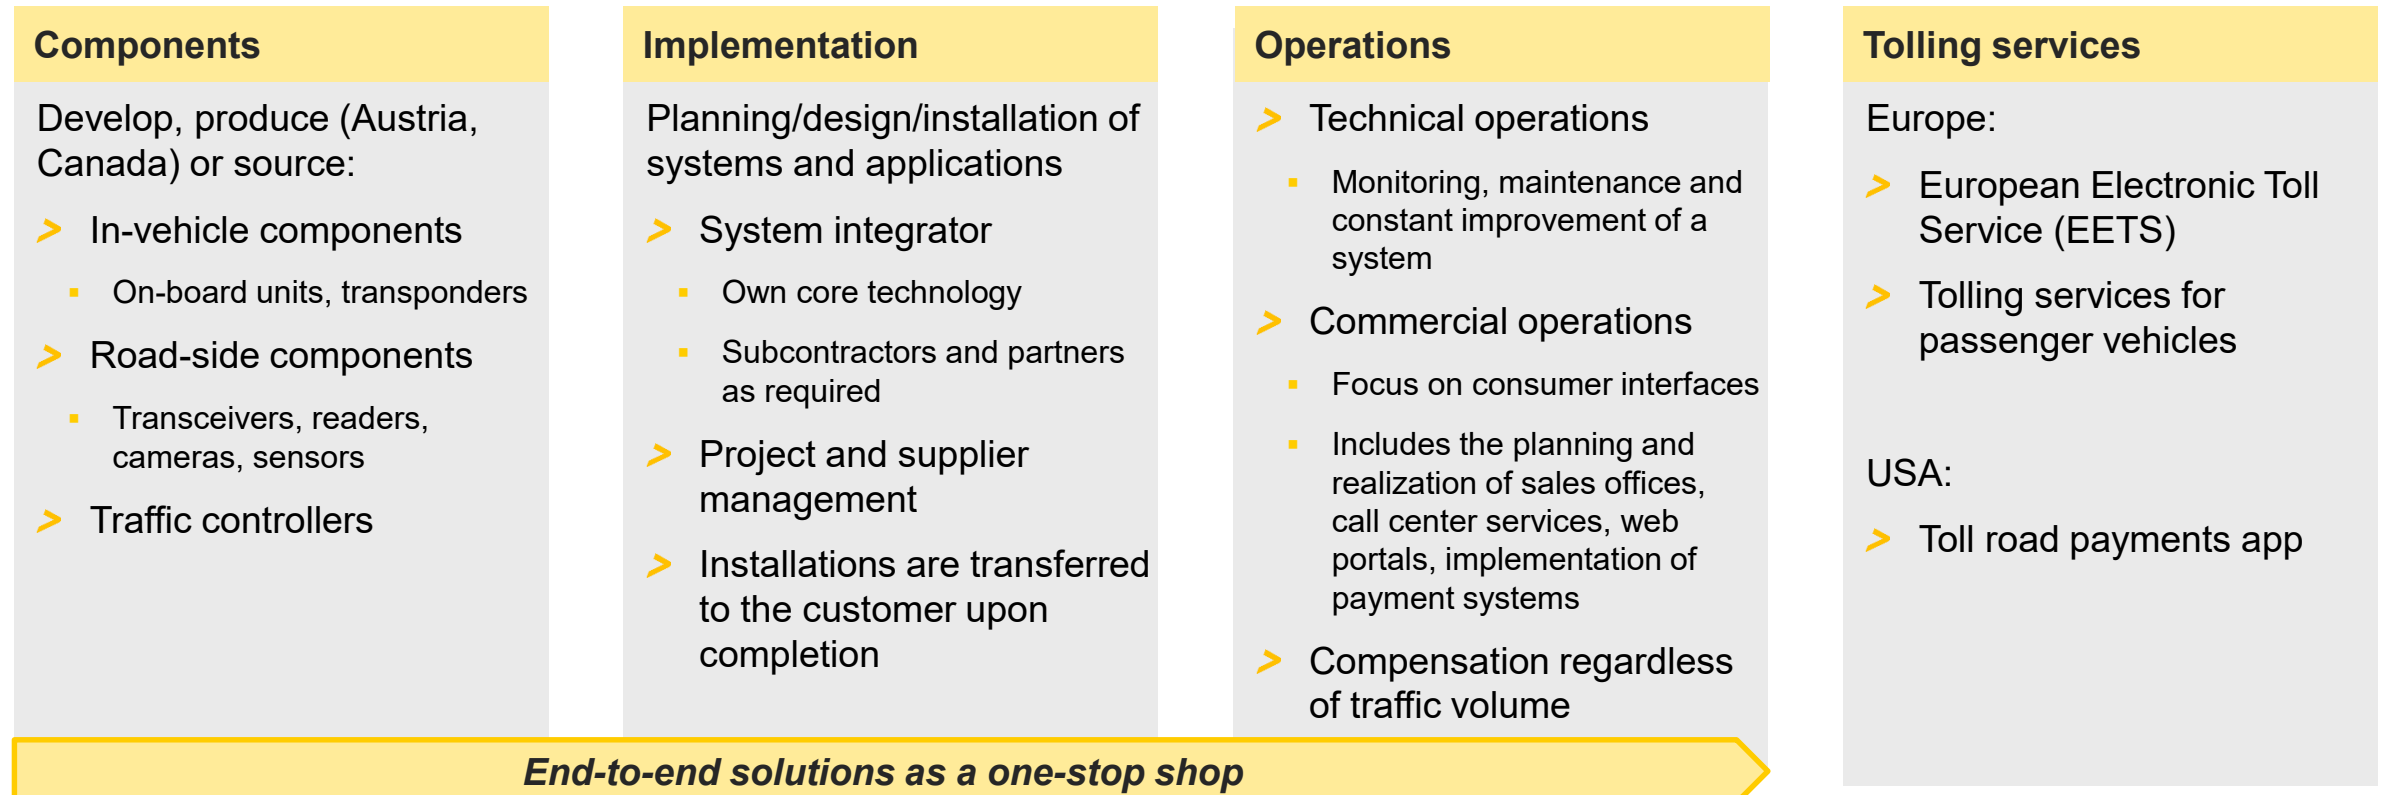 Components
Develop, produce (Austria,
Canada) or source:
> In-vehicle components
▪ On-board units, transponders
> Road-side components
▪ Transceivers, readers,
cameras, sensors
> Traffic controllers
Implementation
Planning/design/installation of
systems and applications
> System integrator
▪ Own core technology
▪ Subcontractors and partners
as required
> Project and supplier
management
> Installations are transferred
to the customer upon
completion
Operations
> Technical operations
▪ Monitoring, maintenance and
constant improvement of a
system
> Commercial operations
▪ Focus on consumer interfaces
▪ Includes the planning and
realization of sales offices,
call center services, web
portals, implementation of
payment systems
> Compensation regardless
of traffic volume
End-to-end solutions as a one-stop shop
Tolling services
Europe:
> European Electronic Toll
Service (EETS)
> Tolling services for
passenger vehicles
USA:
> Toll road payments app